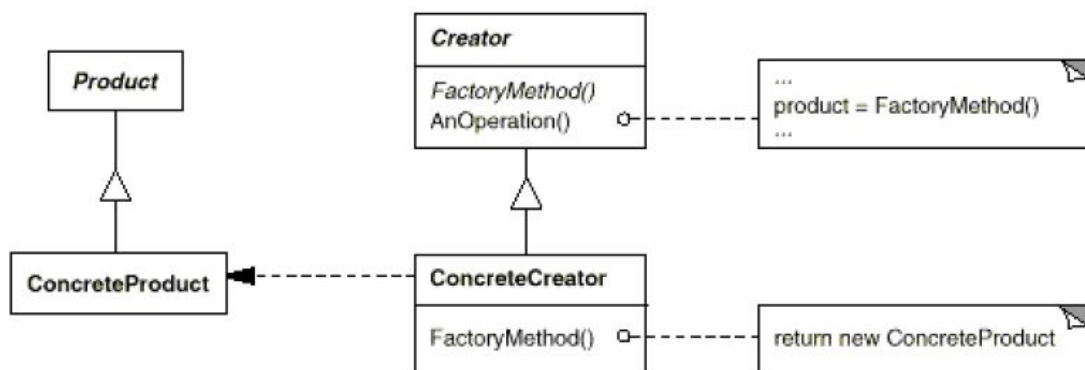 Product
ConcreteProduct
Creator
FactoryMethod()
AnOperation()
...
product = FactoryMethod()
...
ConcreteCreator
FactoryMethod()
return new ConcreteProduct